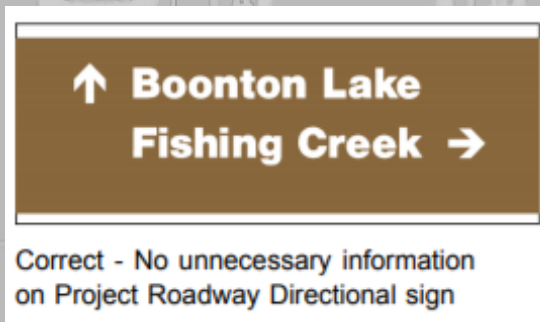 ↑ Boonton Lake
Fishing Creek →
Correct - No unnecessary information
on Project Roadway Directional sign